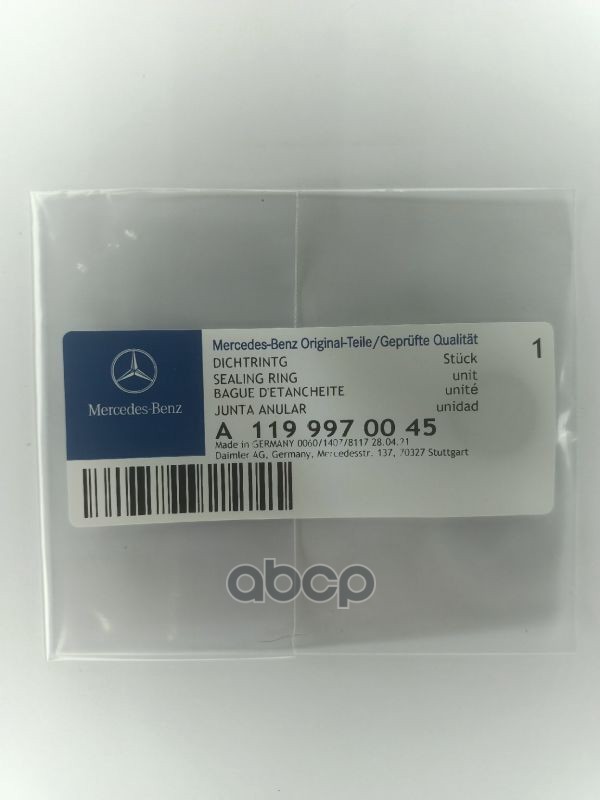 Mercedes-Benz
Mercedes-Benz Original-Teile/Geprüfte Qualität
1
DICHTRINTG Stück
SEALING RING unit
BAGUE D'ETANCHEITE unité
JUNTA ANULAR unidad
A 119 997 00 45
Made in GERMANY 0060/1407/8117 28.04.21
Daimler AG, Germany, Mercedesstr. 137, 70327 Stuttgart
abcp